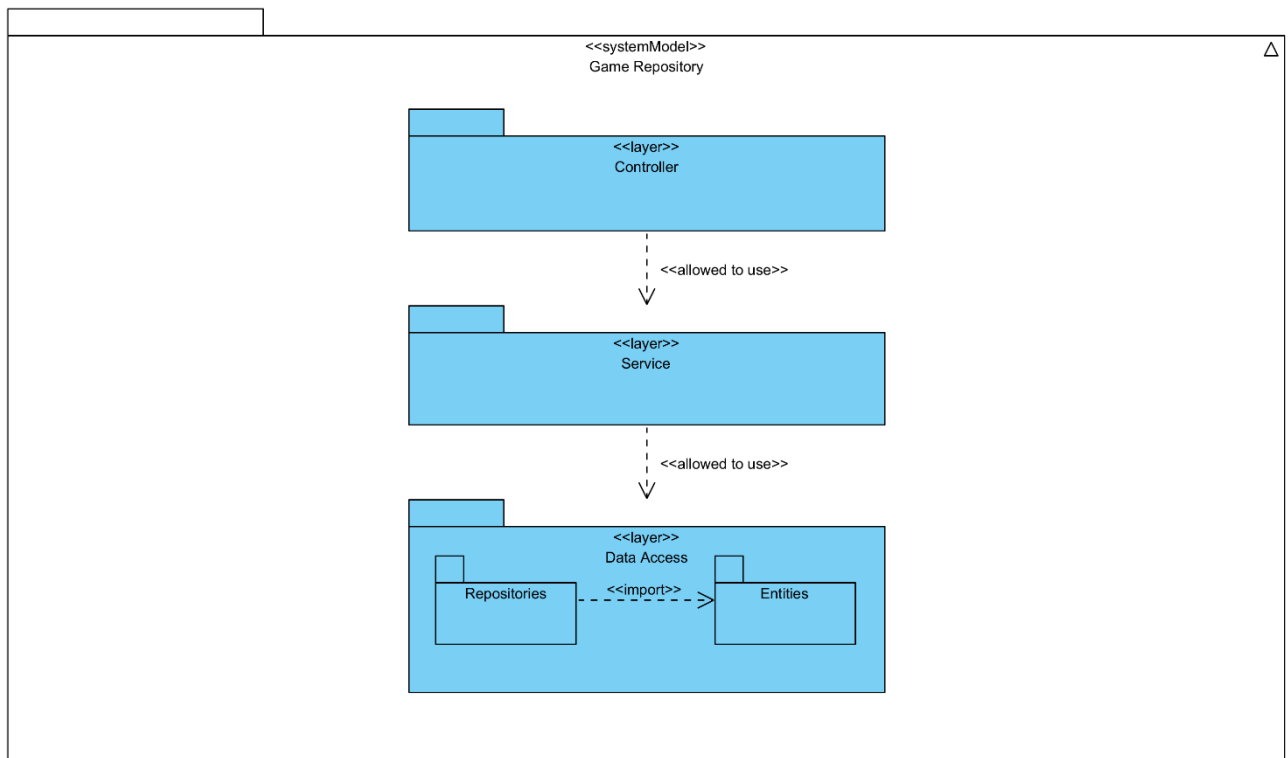 <<systemModel>>
Game Repository
<<layer>>
Controller
<<allowed to use>>
<<layer>>
Service
<<allowed to use>>
<<layer>>
Data Access
Repositories
<<import>>
Entities